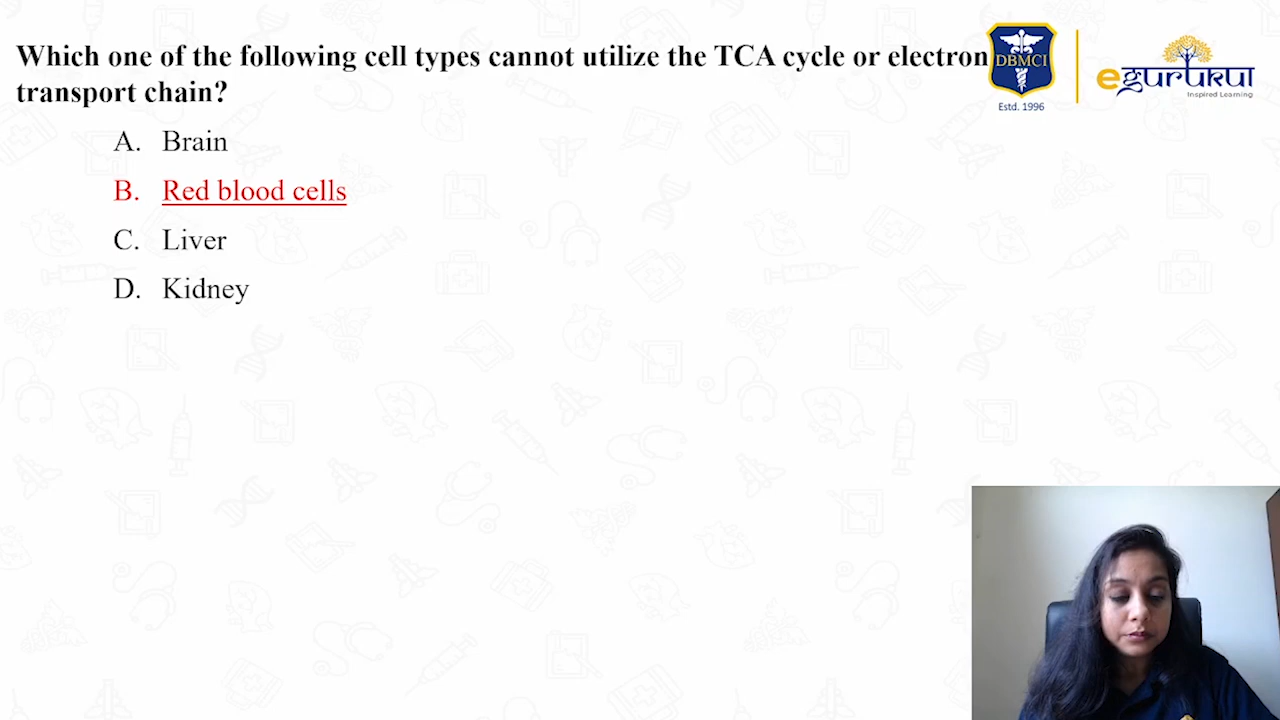 Which one of the following cell types cannot utilize the TCA cycle or electron
transport chain?
A. Brain
B. Red blood cells
C. Liver
D. Kidney
DBMCI
Estd. 1996
egurukul
Inspired Learning